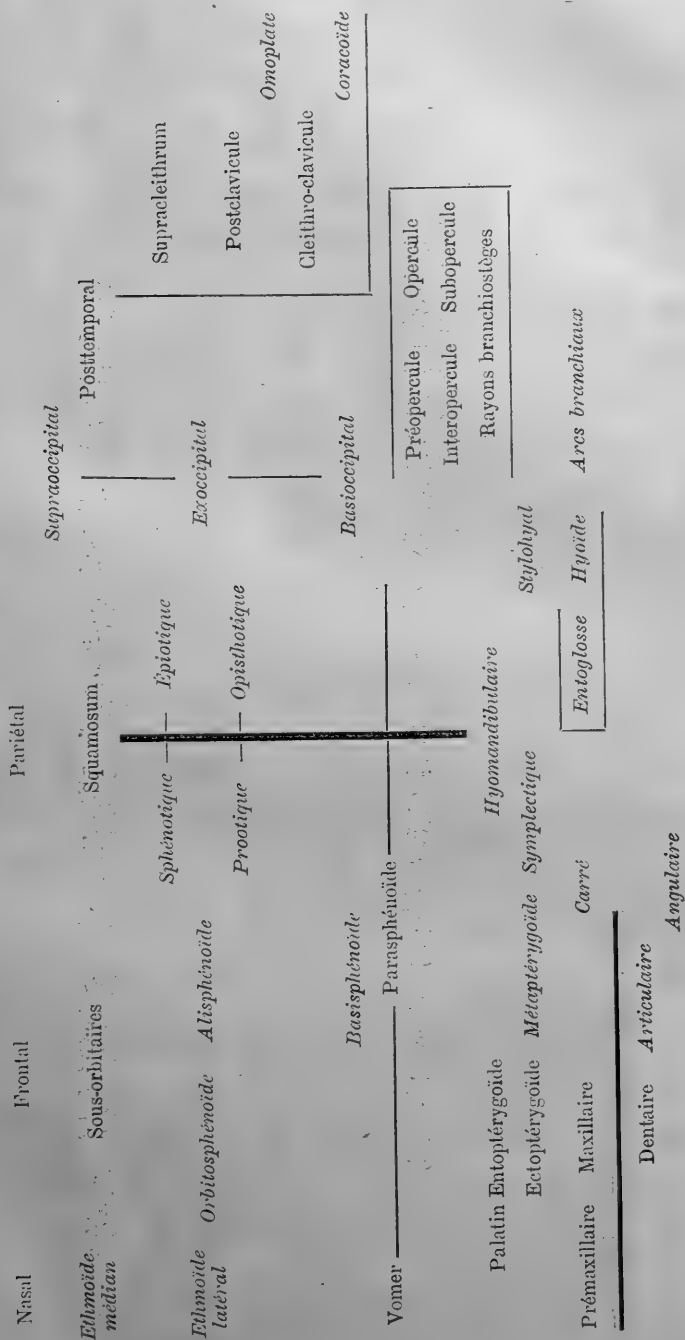 Nasal Frontal Pariétal Supraoccipital
Ethmoïde médian Sous-orbitaires Squamosum Posttemporal
Sphénotique Épiotique Supracleithrum
Ethmoïde latéral Orbitosphénoïde Alisphénoïde Prootique Opisthotique Exoccipital Postclavicule
Omoplate
Cleithro-clavicule
Basisphénoïde Basioccipital Coracoïde
Vomer Parasphénoïde
Préopercule Opercule
Interopercule Subopercule
Rayons branchiostèges
Palatin Entoptérygoïde Hyomandibulaire
Ectoptérygoïde Métaptérygoïde Symplectique Stylohyal
Prémaxillaire Maxillaire Carré Entoglosse Hyoïde Arcs branchiaux
Dentaire Articulaire
Angulaire